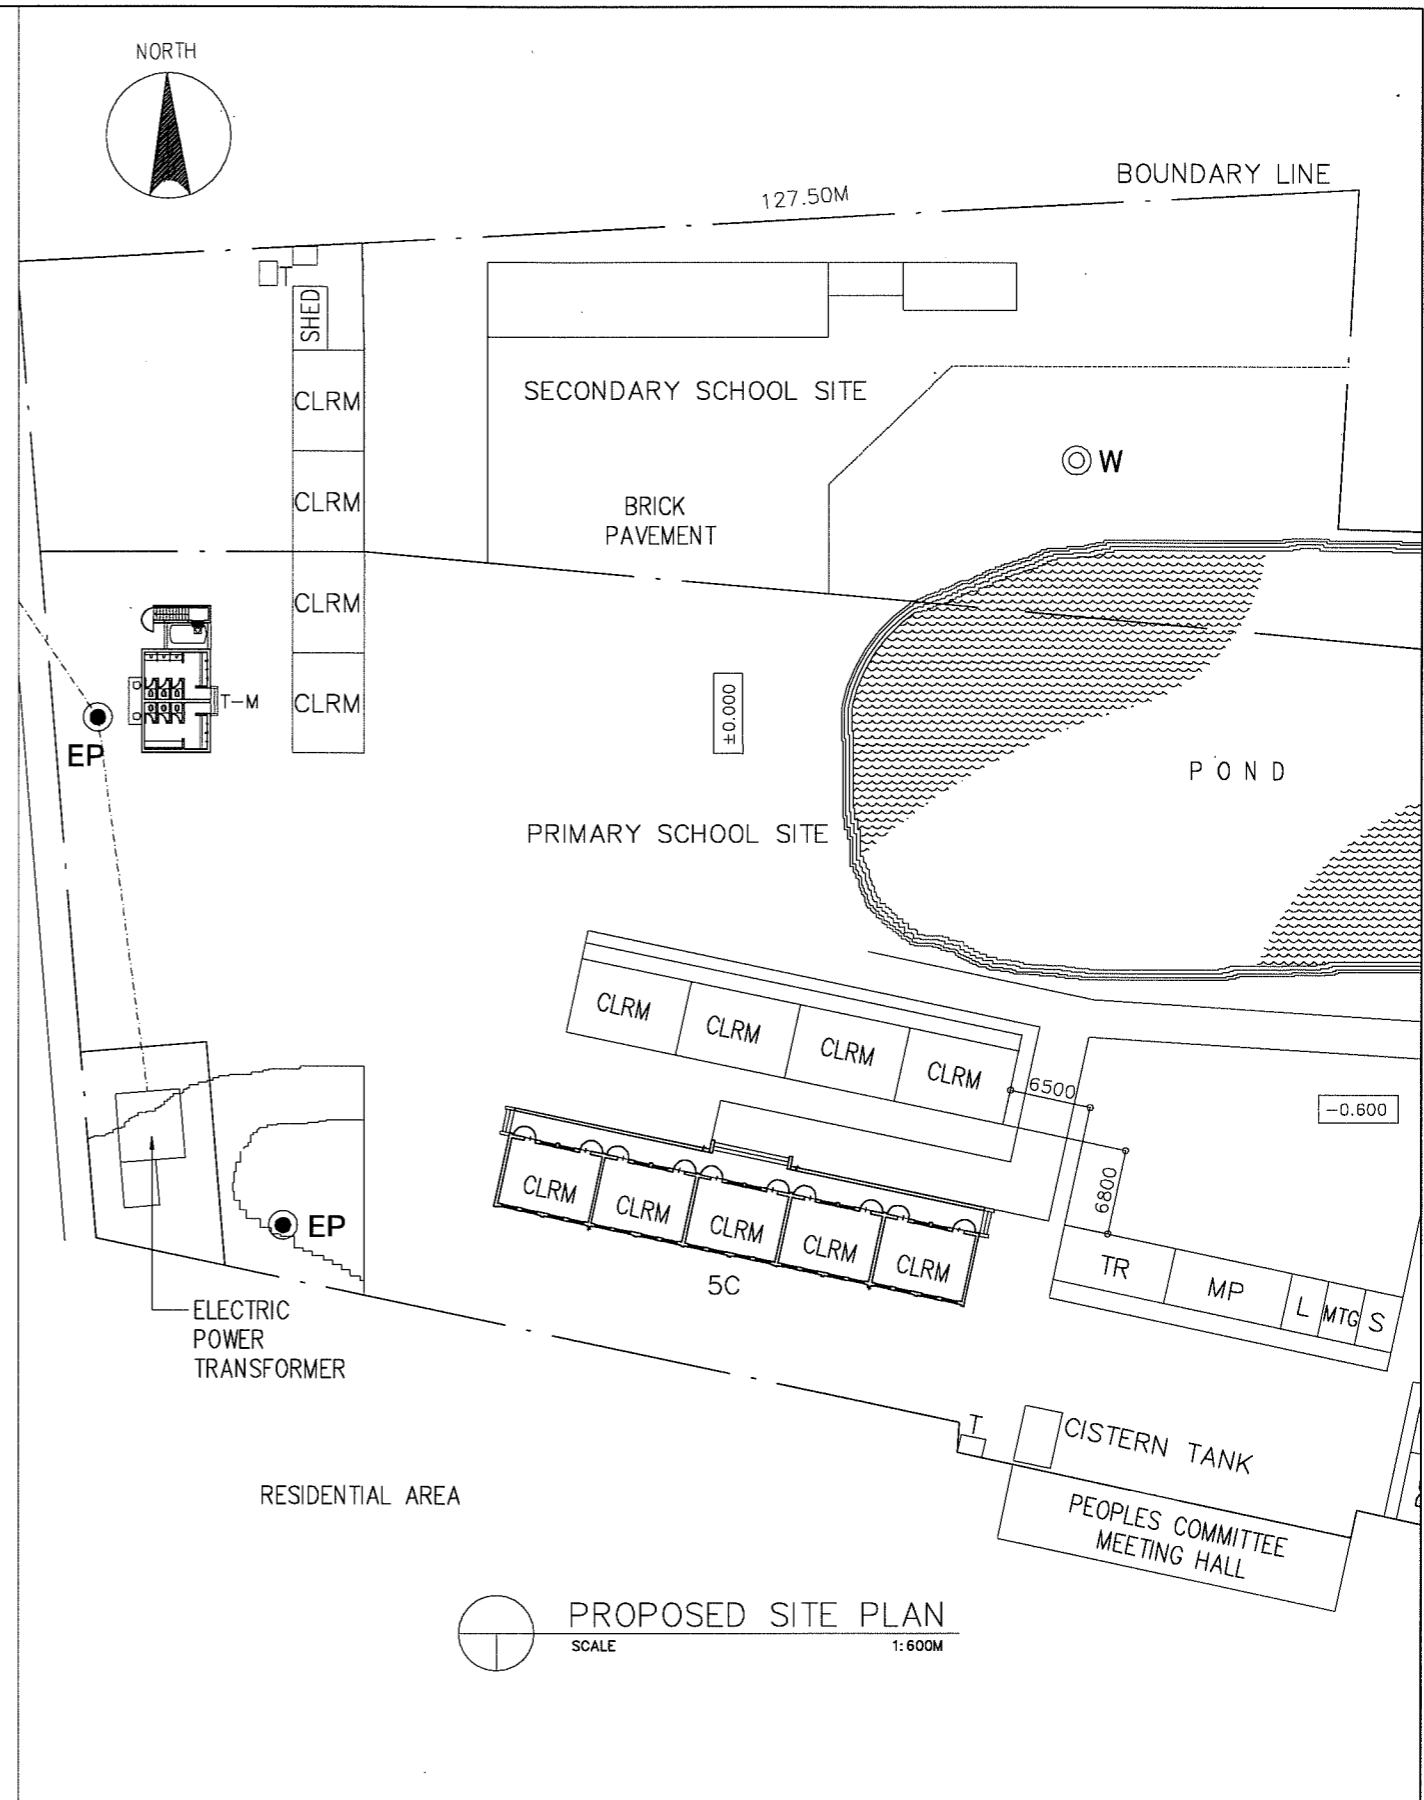 NORTH
BOUNDARY LINE
127.50M
T
SHED
CLRM
SECONDARY SCHOOL SITE
W
CLRM
BRICK
PAVEMENT
CLRM
T-M
CLRM
±0.000
EP
POND
PRIMARY SCHOOL SITE
CLRM
CLRM
CLRM
CLRM
6500
-0.600
6800
CLRM
CLRM
CLRM
CLRM
CLRM
EP
5C
TR
MP
L
MTG
S
ELECTRIC
POWER
TRANSFORMER
T
CISTERN TANK
RESIDENTIAL AREA
PEOPLES COMMITTEE
MEETING HALL
PROPOSED SITE PLAN
SCALE 1:600M